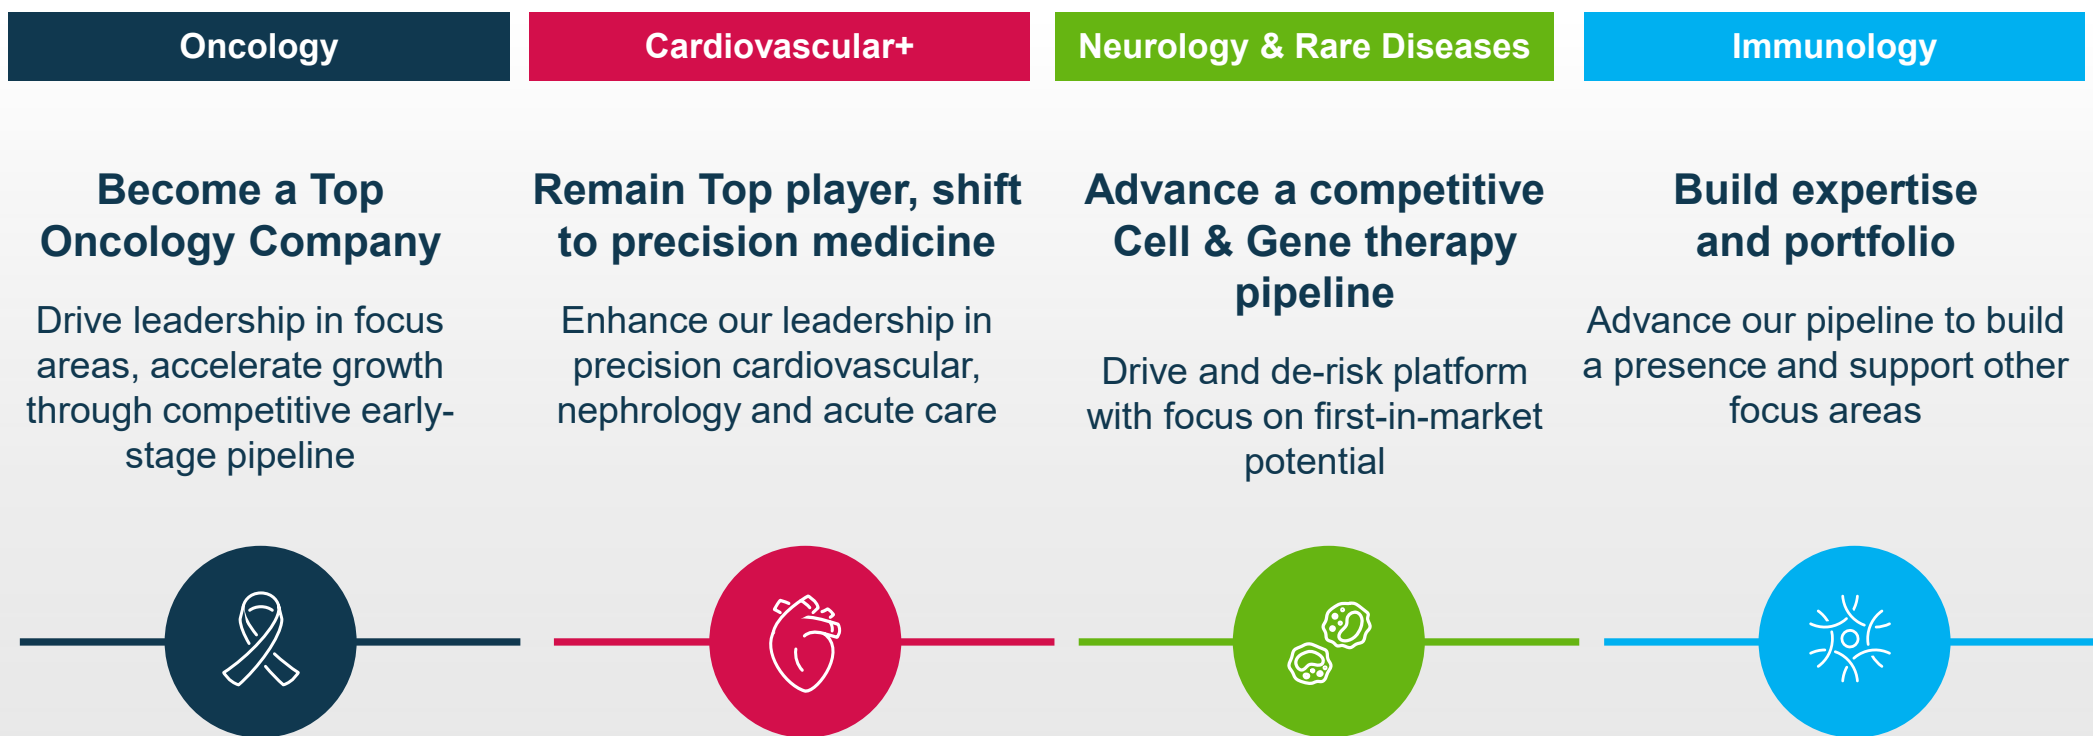 Oncology
Become a Top
Oncology Company
Drive leadership in focus
areas, accelerate growth
through competitive early-
stage pipeline
Cardiovascular+
Remain Top player, shift
to precision medicine
Enhance our leadership in
precision cardiovascular,
nephrology and acute care
Neurology & Rare Diseases
Advance a competitive
Cell & Gene therapy
pipeline
Drive and de-risk platform
with focus on first-in-market
potential
Immunology
Build expertise
and portfolio
Advance our pipeline to build
a presence and support other
focus areas